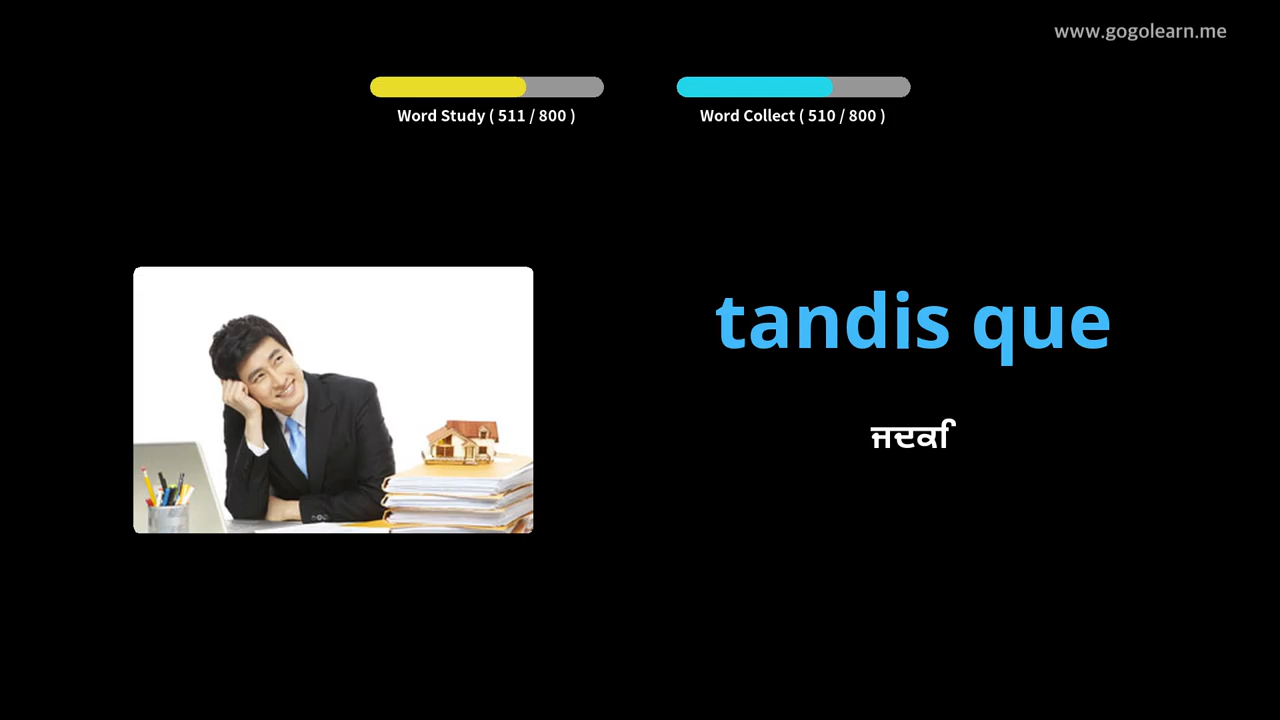 www.gogolearn.me
Word Study ( 511 / 800 )
Word Collect ( 510 / 800 )
tandis que
ਜਦਕਿ